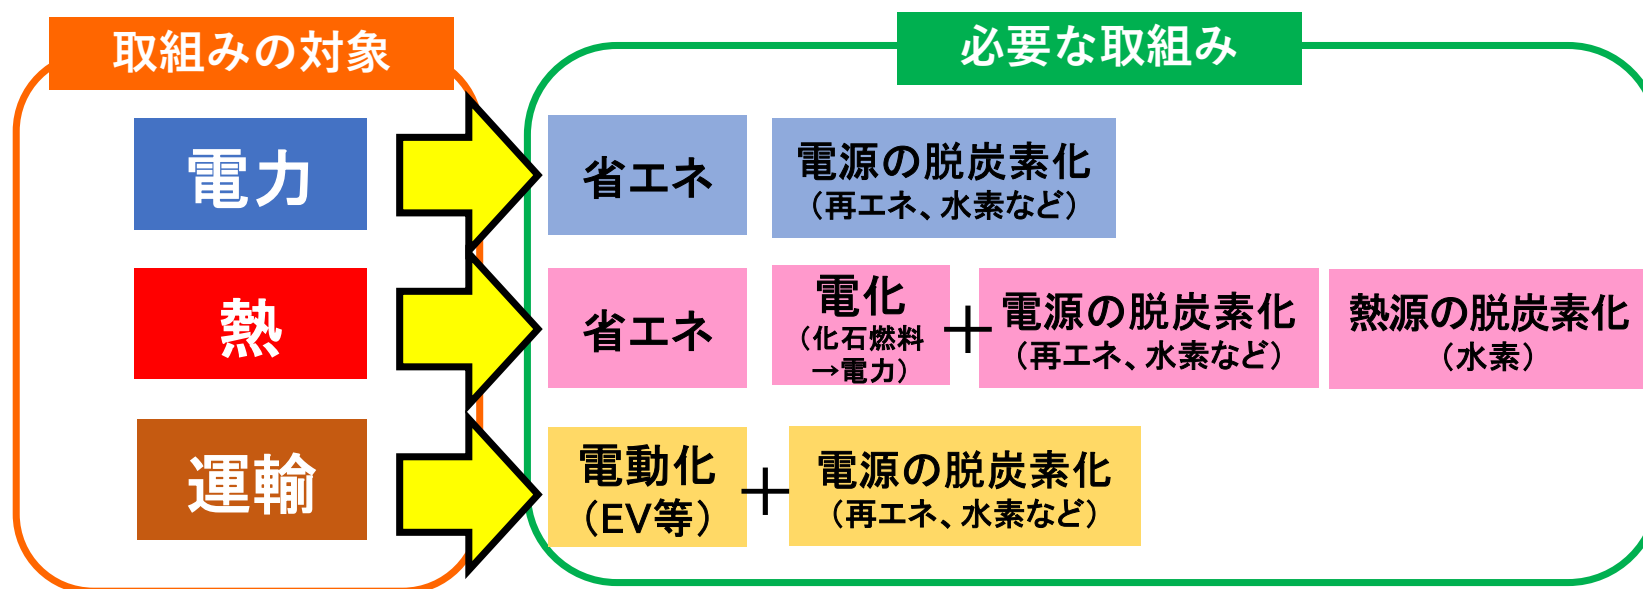 取組みの対象
必要な取組み
電力
省エネ
電源の脱炭素化
（再エネ、水素など）
熱
省エネ
電化
（化石燃料
→電力）
＋
電源の脱炭素化
（再エネ、水素など）
熱源の脱炭素化
（水素）
運輸
電動化
（EV等）
＋
電源の脱炭素化
（再エネ、水素など）